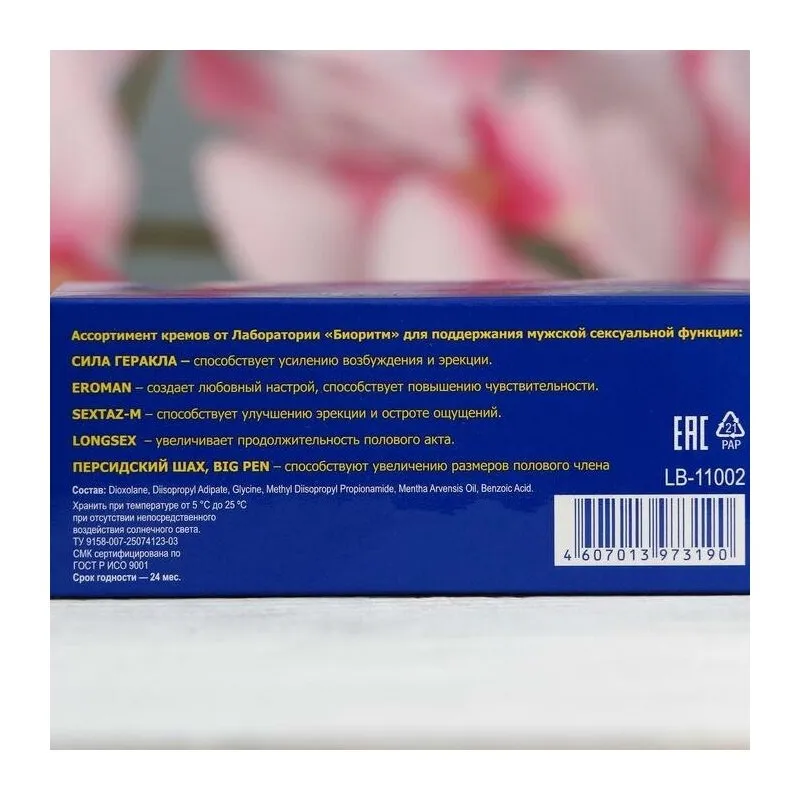 Ассортимент кремов от Лаборатории «Биоритм» для поддержания мужской сексуальной функции:
СИЛА ГЕРАКЛА – способствует усилению возбуждения и эрекции.
EROMAN – создает любовный настрой, способствует повышению чувствительности.
SEXTAZ-M – способствует улучшению эрекции и остроте ощущений.
LONGSEX – увеличивает продолжительность полового акта.
ПЕРСИДСКИЙ ШАХ, BIG PEN – способствуют увеличению размеров полового члена
Состав: Dioxolane, Diisopropyl Adipate, Glycine, Methyl Diisopropyl Propionamide, Mentha Arvensis Oil, Benzoic Acid.
Хранить при температуре от 5 °C до 25 °C
при отсутствии непосредственного
воздействия солнечного света.
ТУ 9158-007-25074123-03
СМК сертифицирована по
ГОСТ Р ИСО 9001
Срок годности — 24 мес.
EAC
21
PAP
LB-11002
4 607013 973190